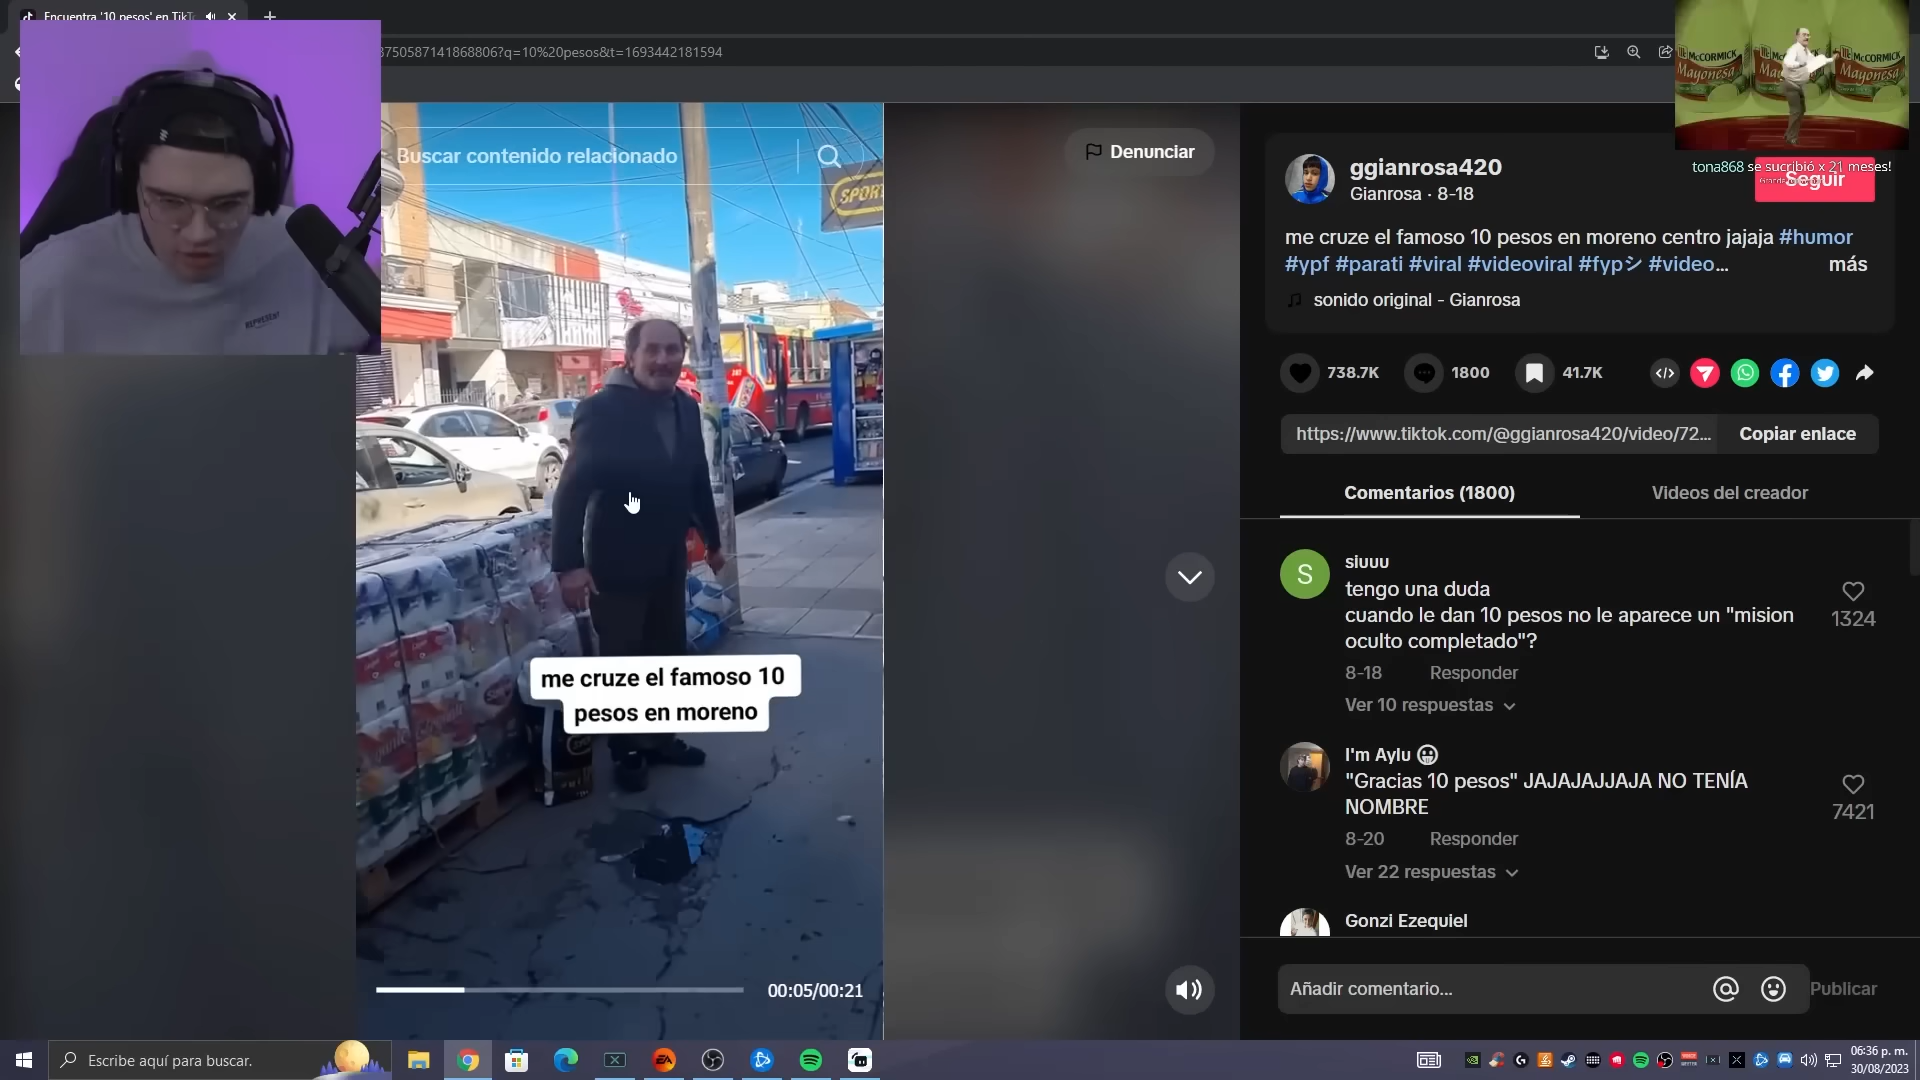 Encuentra '10 pesos' en TikT
3750587141868806?q=10%20pesos&t=1693442181594
Buscar contenido relacionado
Denunciar
SPORT
McCORMICK
Mayonesa
McCORMICK
Mayonesa
tona868 se sucribió x 21 meses!
Seguir
ggianrosa420
Gianrosa · 8-18
me cruze el famoso 10 pesos en moreno centro jajaja #humor
#ypf #parati #viral #videoviral #fypシ #video...
más
sonido original - Gianrosa
738.7K
1800
41.7K
https://www.tiktok.com/@ggianrosa420/video/72...
Copiar enlace
Comentarios (1800)
Videos del creador
S
siuuu
tengo una duda
cuando le dan 10 pesos no le aparece un "mision
oculto completado"?
1324
8-18 Responder
Ver 10 respuestas
I'm Aylu
"Gracias 10 pesos" JAJAJAJJAJA NO TENÍA
NOMBRE
7421
8-20 Responder
Ver 22 respuestas
Gonzi Ezequiel
Añadir comentario...
Publicar
me cruze el famoso 10
pesos en moreno
00:05/00:21
REPRESENT
Escribe aquí para buscar.
06:36 p. m.
30/08/2023